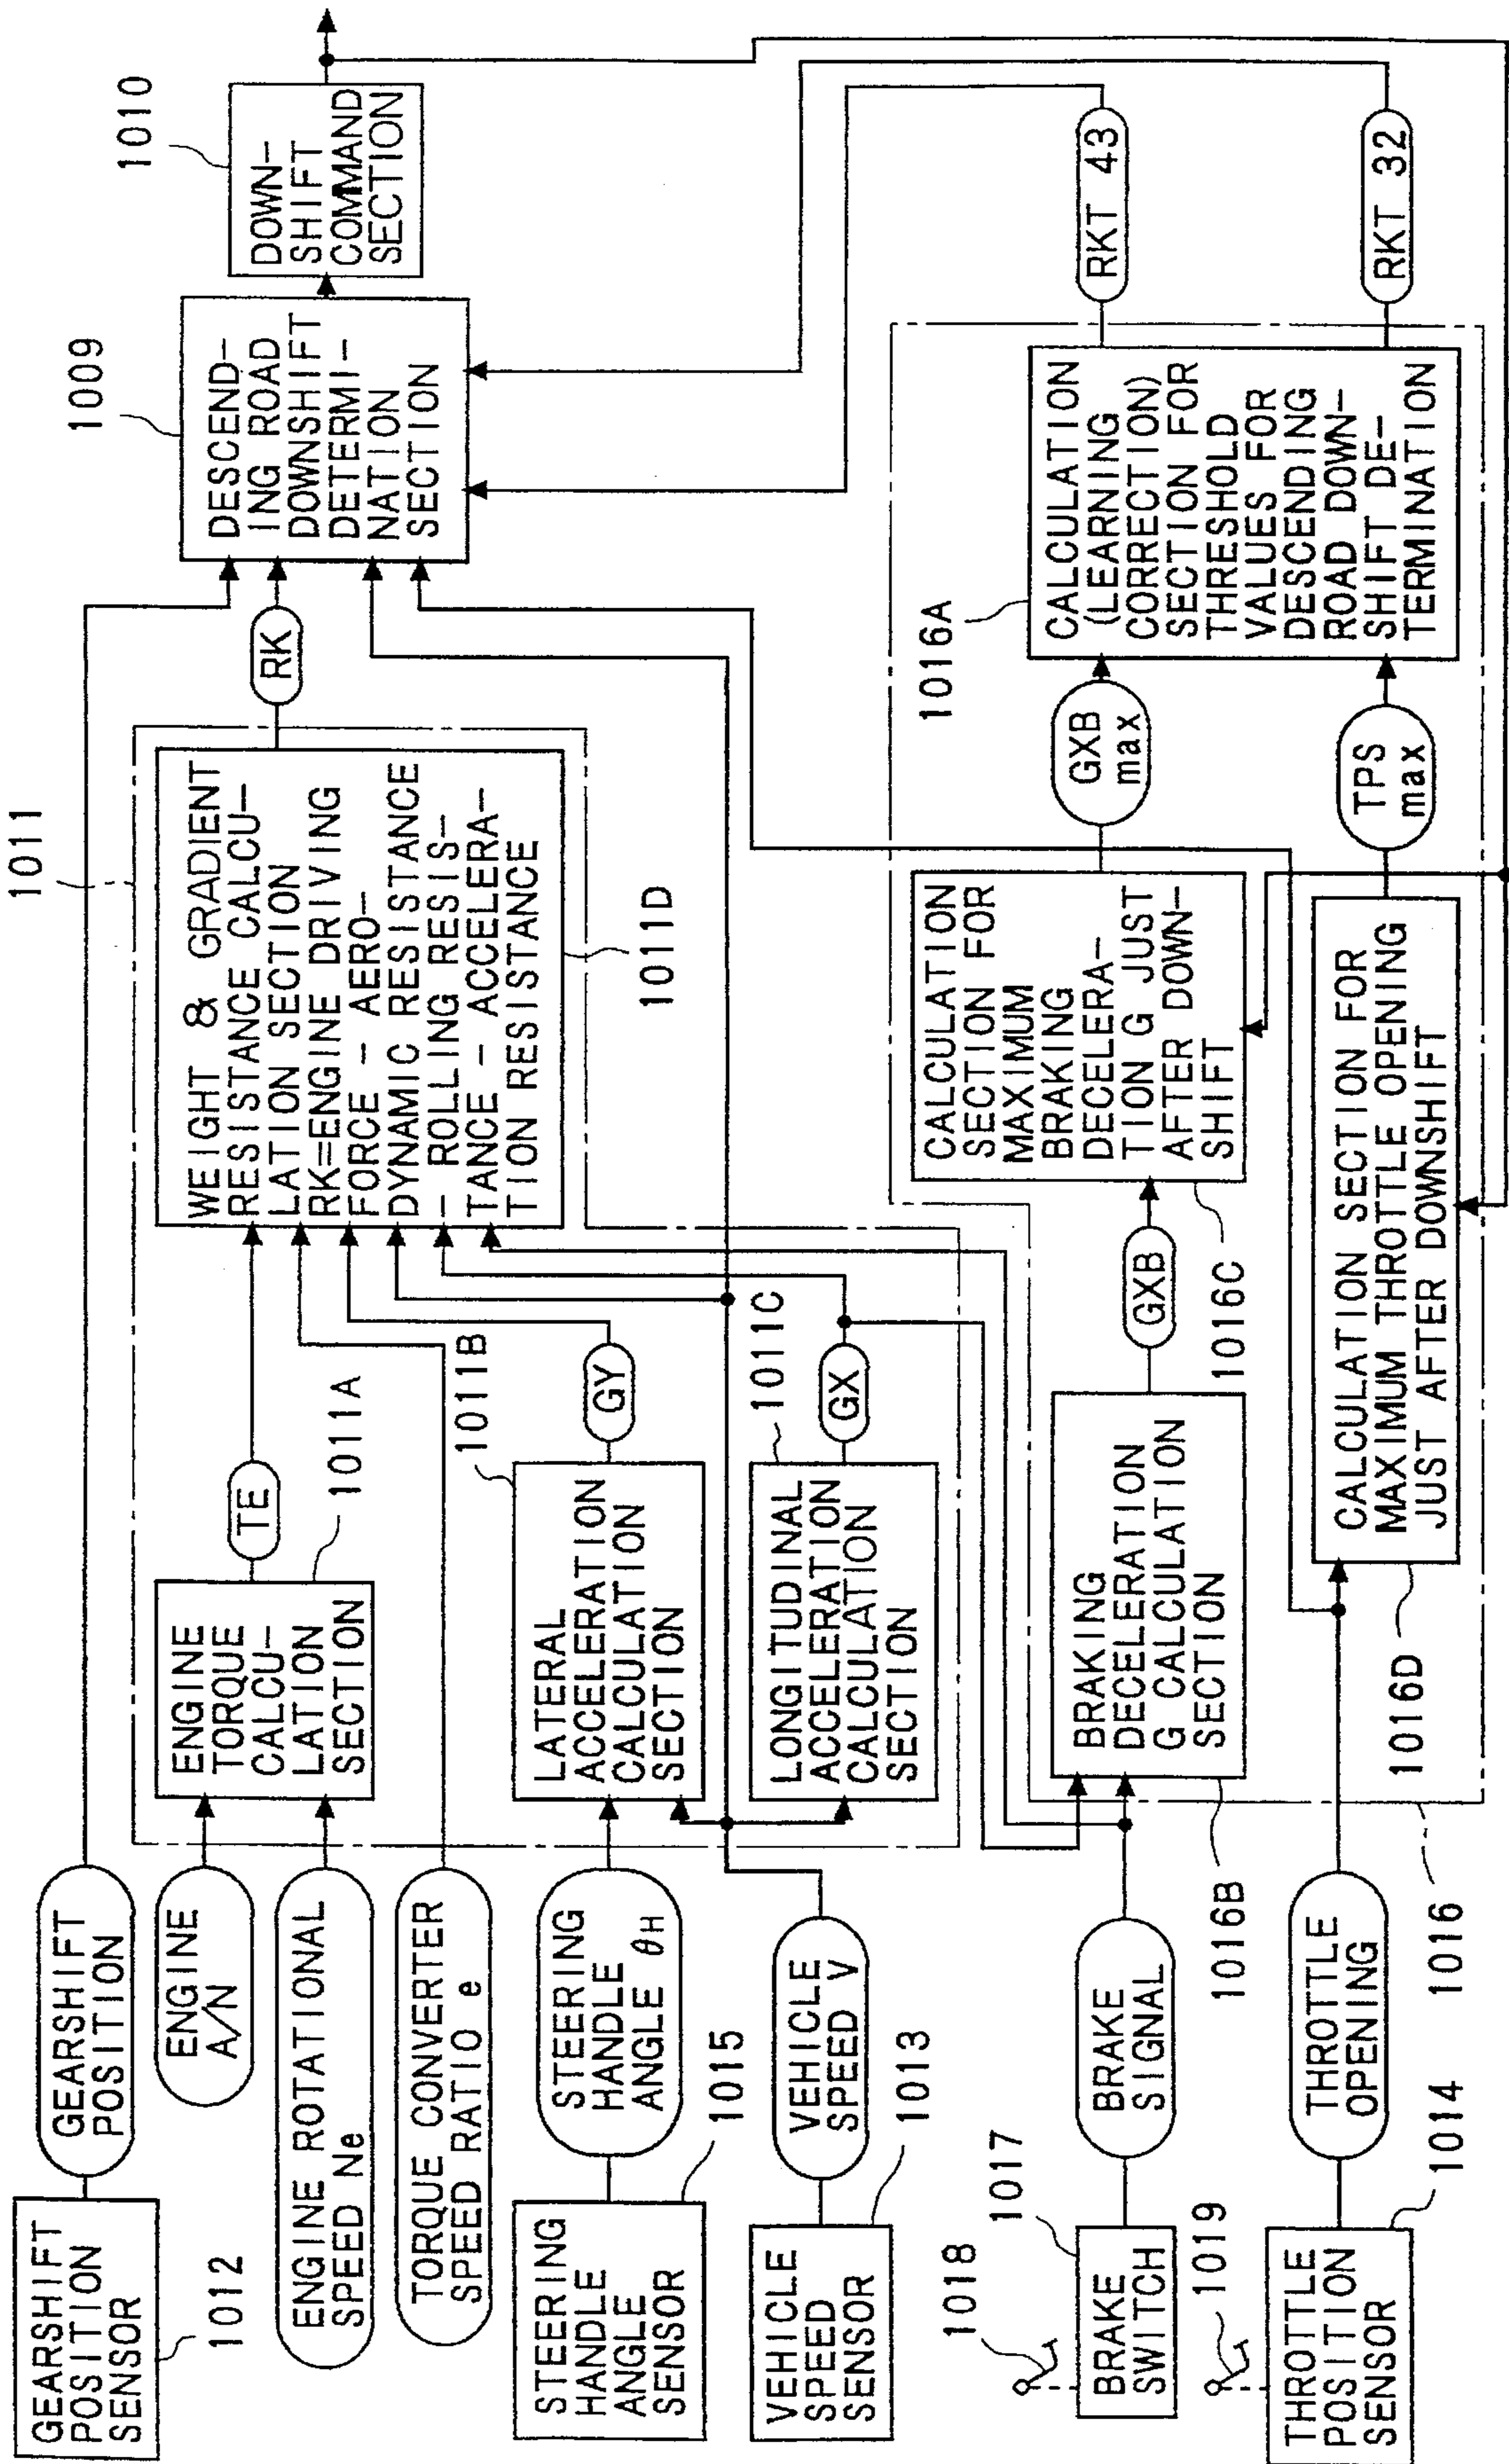 GEARSHIFT
POSITION
SENSOR
1012
GEARSHIFT
POSITION
ENGINE
A/N
ENGINE ROTATIONAL
SPEED Ne
TORQUE CONVERTER
SPEED RATIO e
STEERING
HANDLE
ANGLE
SENSOR
1015
STEERING
HANDLE
ANGLE θH
VEHICLE
SPEED
SENSOR
1013
VEHICLE
SPEED V
1018
BRAKE
SWITCH
1017
BRAKE
SIGNAL
1019
THROTTLE
POSITION
SENSOR
1014
THROTTLE
OPENING
1011
ENGINE
TORQUE
CALCU-
LATION
SECTION
1011A
TE
LATERAL
ACCELERATION
CALCULATION
SECTION
1011B
GY
LONGITUDINAL
ACCELERATION
CALCULATION
SECTION
1011C
GX
WEIGHT & GRADIENT
RESISTANCE CALCU-
LATION SECTION
RK=ENGINE DRIVING
FORCE - AERO-
DYNAMIC RESISTANCE
- ROLLING RESIS-
TANCE - ACCELERA-
TION RESISTANCE
1011D
RK
1016
BRAKING
DECELERATION
G CALCULATION
SECTION
1016B
GXB
CALCULATION
SECTION FOR
MAXIMUM
BRAKING
DECELERA-
TION G JUST
AFTER DOWN-
SHIFT
1016C
GXB
max
CALCULATION SECTION FOR
MAXIMUM THROTTLE OPENING
JUST AFTER DOWNSHIFT
1016D
TPS
max
1016A
CALCULATION
(LEARNING
CORRECTION)
SECTION FOR
THRESHOLD
VALUES FOR
DESCENDING
ROAD DOWN-
SHIFT DE-
TERMINATION
RKT 43
RKT 32
1009
DESCEND-
ING ROAD
DOWNSHIFT
DETERMI-
NATION
SECTION
1010
DOWN-
SHIFT
COMMAND
SECTION